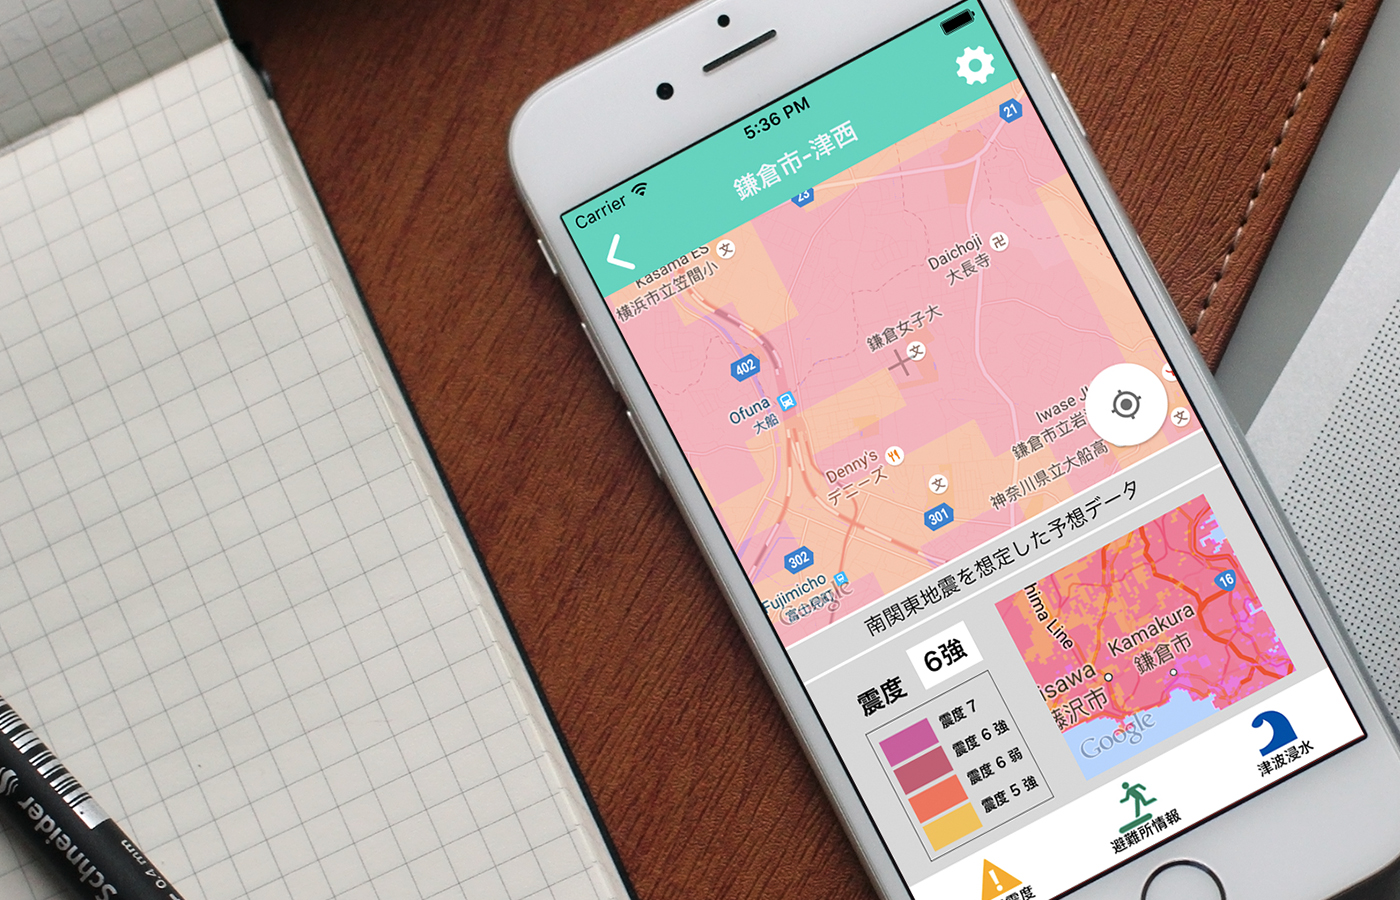 Carrier
5:36 PM
鎌倉市-津西
21
23
Kasama ES
横浜市立笠間小
Daichoji
大長寺
鎌倉女子大
402
Ofuna
大船
Denny's
デニーズ
Iwase
鎌倉市立岩
神奈川県立大船高
301
302
Fujimicho
富士見町
南関東地震を想定した予想データ
震度
6強
震度 7
震度 6 強
震度 6 弱
震度 5 強
hima Line
16
Kamakura
鎌倉市
isawa
藤沢市
Google
津波浸水
避難所情報
震度
Schneider
0.4 mm